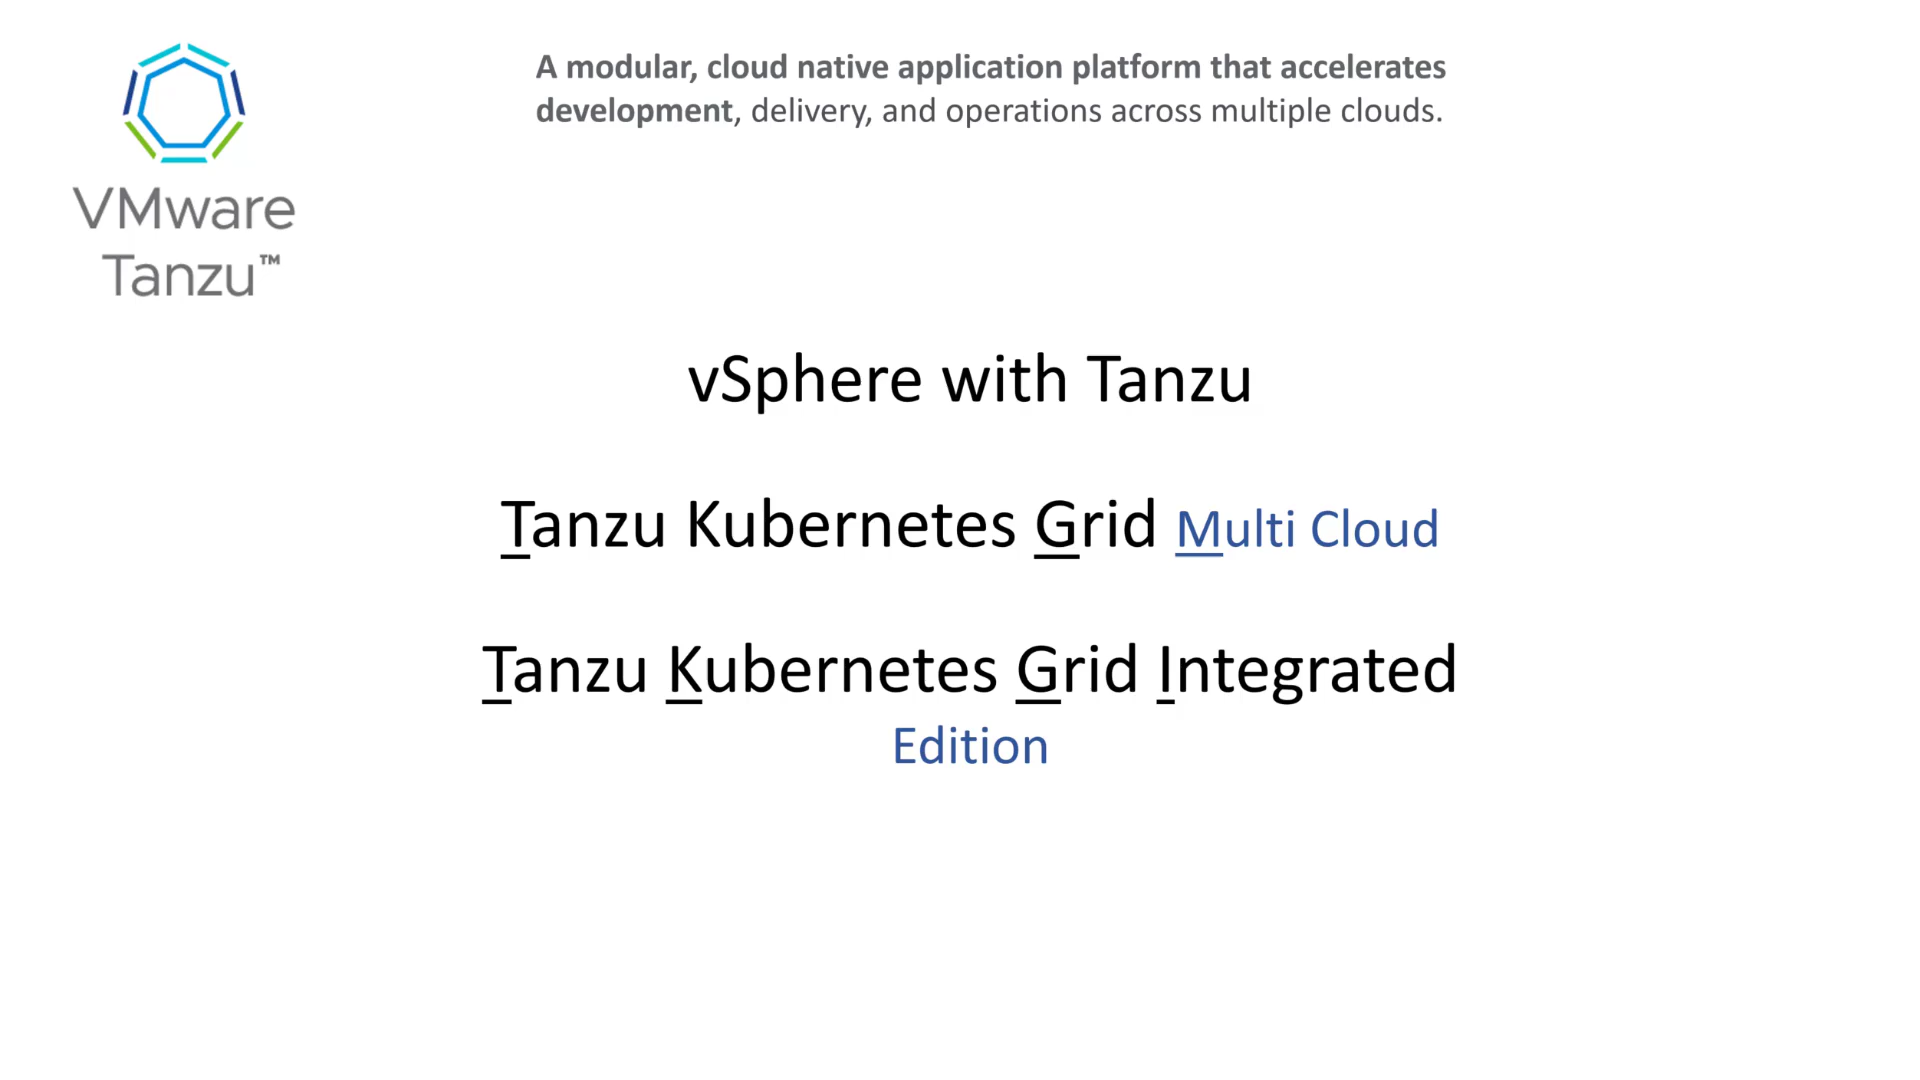 VMware
Tanzu™
A modular, cloud native application platform that accelerates
development, delivery, and operations across multiple clouds.
vSphere with Tanzu
Tanzu Kubernetes Grid Multi Cloud
Tanzu Kubernetes Grid Integrated
Edition